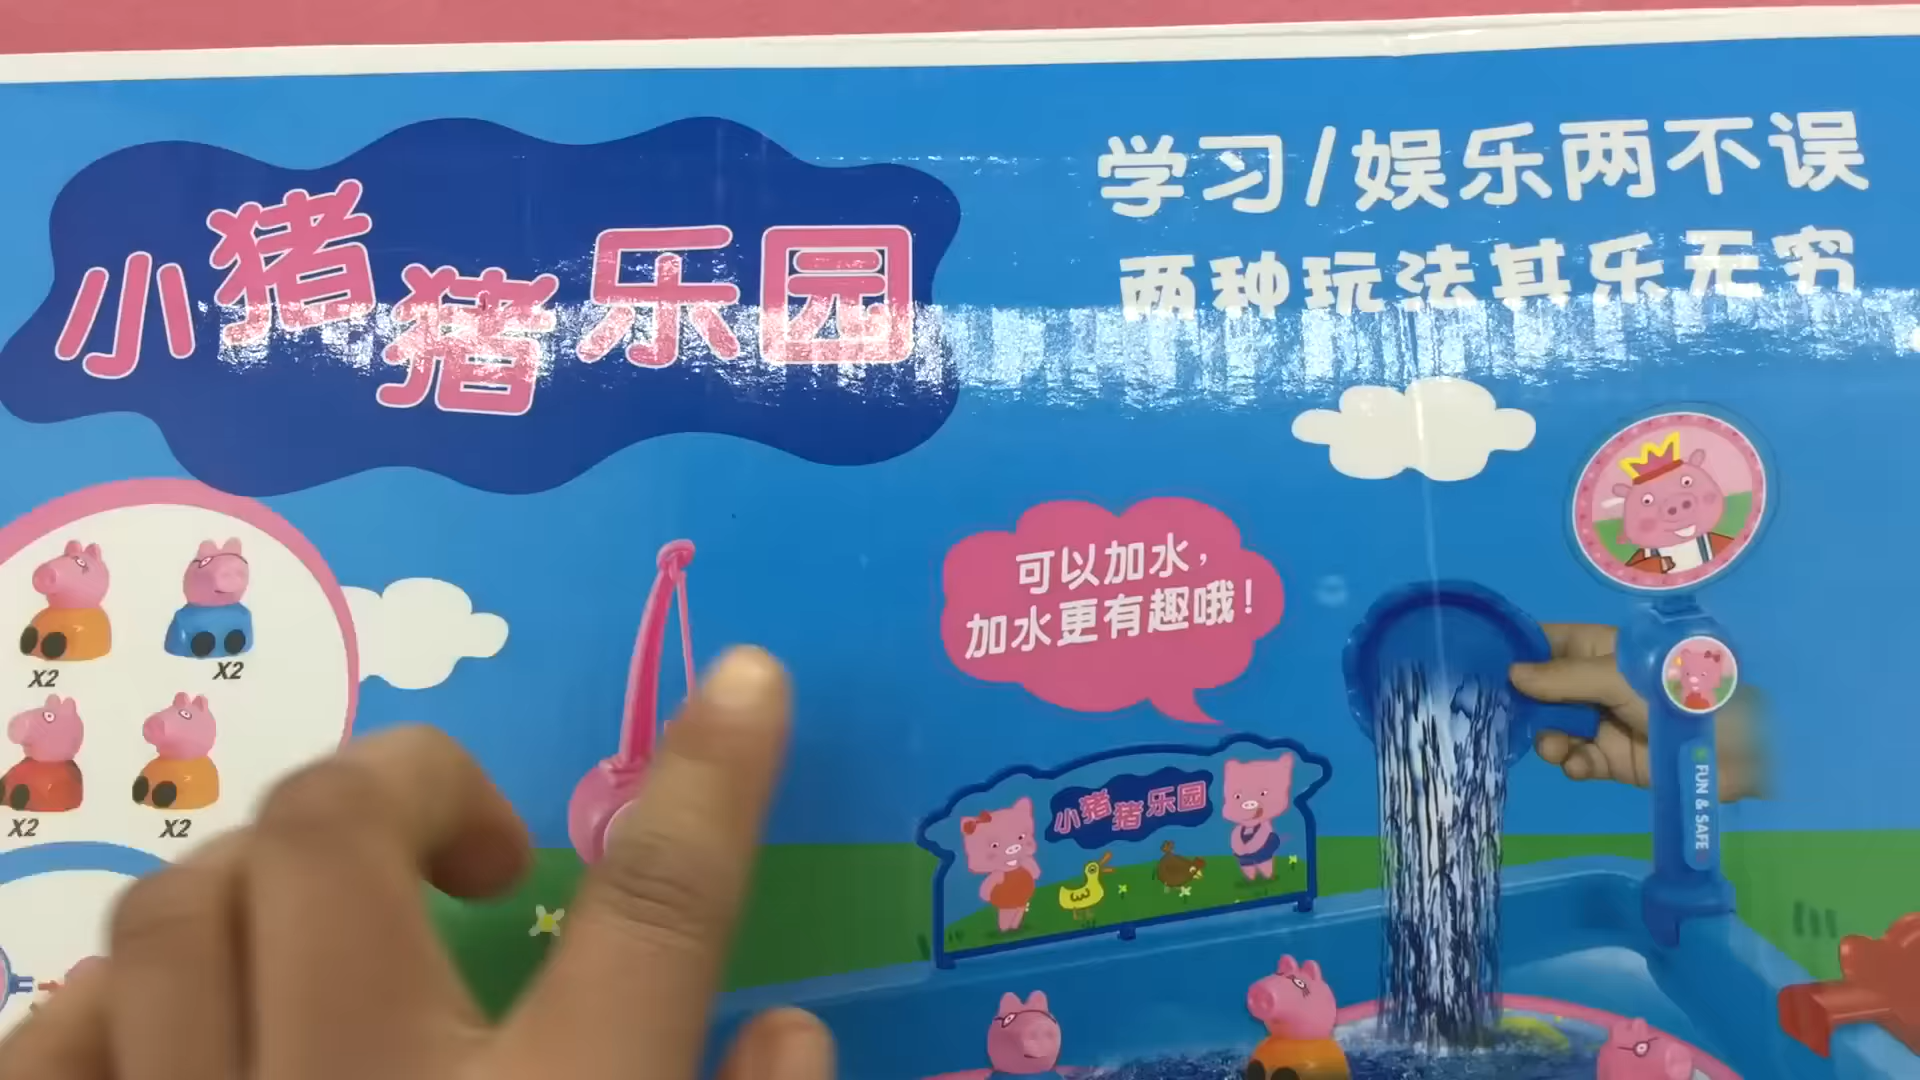 小猪猪乐园
学习/娱乐两不误
两种玩法其乐无穷
可以加水，
加水更有趣哦！
X2
X2
X2
X2
小猪猪乐园
FUN & SAFE